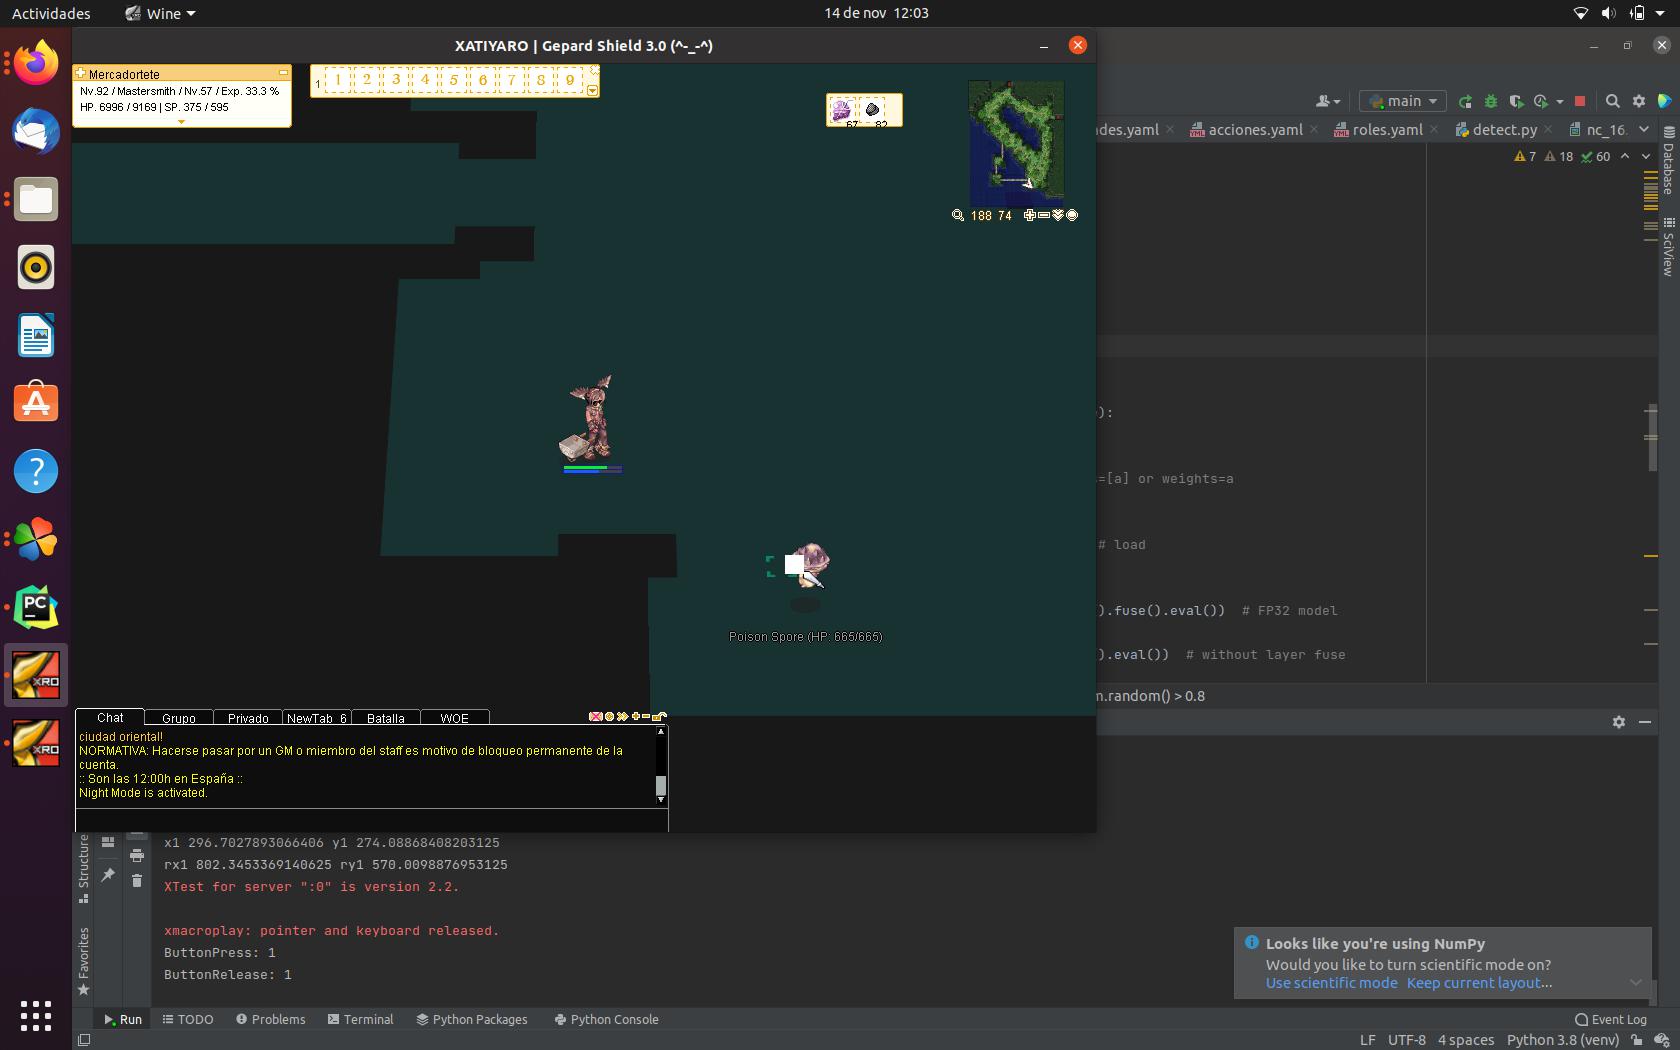 Actividades
Wine
14 de nov 12:03
XATIYARO | Gepard Shield 3.0 (^-_-^)
Mercadortete
Nv.92 / Mastersmith / Nv.57 / Exp. 33.3 %
HP. 6996 / 9169 | SP. 375 / 595
1 1 2 3 4 5 6 7 8 9
67 82
188 74
main
des.yaml
acciones.yaml
roles.yaml
detect.py
nc_16.
7 18 60
Database
SciView
):
=[a] or weights=a
# load
).fuse().eval()) # FP32 model
).eval()) # without layer fuse
m.random() > 0.8
Poison Spore (HP: 665/665)
Chat
Grupo
Privado
NewTab_6
Batalla
WOE
ciudad oriental!
NORMATIVA: Hacerse pasar por un GM o miembro del staff es motivo de bloqueo permanente de la
cuenta.
:: Son las 12:00h en España ::
Night Mode is activated.
x1 296.7027893066406 y1 274.08868408203125
rx1 802.3453369140625 ry1 570.0098876953125
XTest for server ":0" is version 2.2.
xmacroplay: pointer and keyboard released.
ButtonPress: 1
ButtonRelease: 1
Structure
Favorites
Looks like you're using NumPy
Would you like to turn scientific mode on?
Use scientific mode Keep current layout...
Run
TODO
Problems
Terminal
Python Packages
Python Console
Event Log
LF UTF-8 4 spaces Python 3.8 (venv)
PC
XRO
XRO